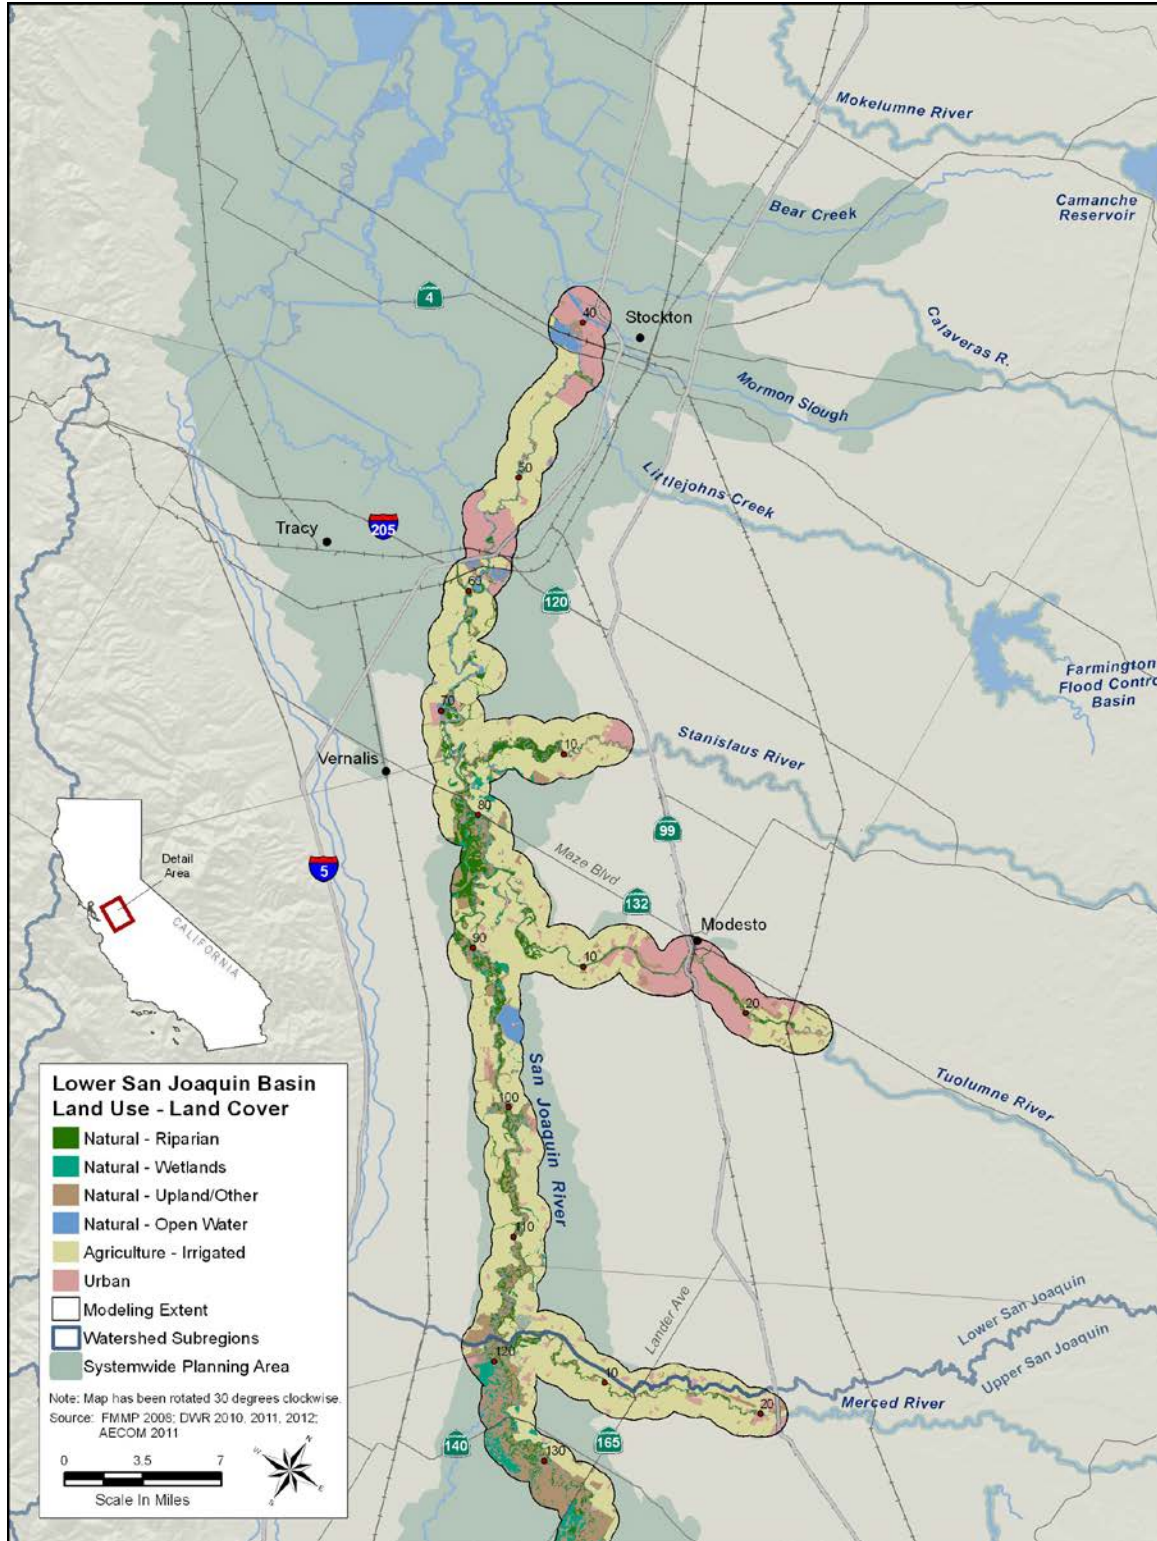 Mokelumne River
Camanche
Reservoir
Bear Creek
4
40
Stockton
Calaveras R.
Mormon Slough
50
Littlejohns Creek
Tracy
205
60
120
Farmington
Flood Control
Basin
70
Stanislaus River
10
Vernalis
80
99
Maze Blvd
5
132
Detail
Area
CALIFORNIA
Modesto
90
10
20
San Joaquin River
Tuolumne River
100
110
Lower San Joaquin Basin
Land Use - Land Cover
Natural - Riparian
Natural - Wetlands
Natural - Upland/Other
Natural - Open Water
Agriculture - Irrigated
Urban
Modeling Extent
Watershed Subregions
Systemwide Planning Area
Note: Map has been rotated 30 degrees clockwise.
Source: FMMP 2008; DWR 2010, 2011, 2012;
AECOM 2011
0 3.5 7
Scale In Miles
N
W
E
S
Lander Ave
Lower San Joaquin
Upper San Joaquin
120
10
20
Merced River
140
165
130